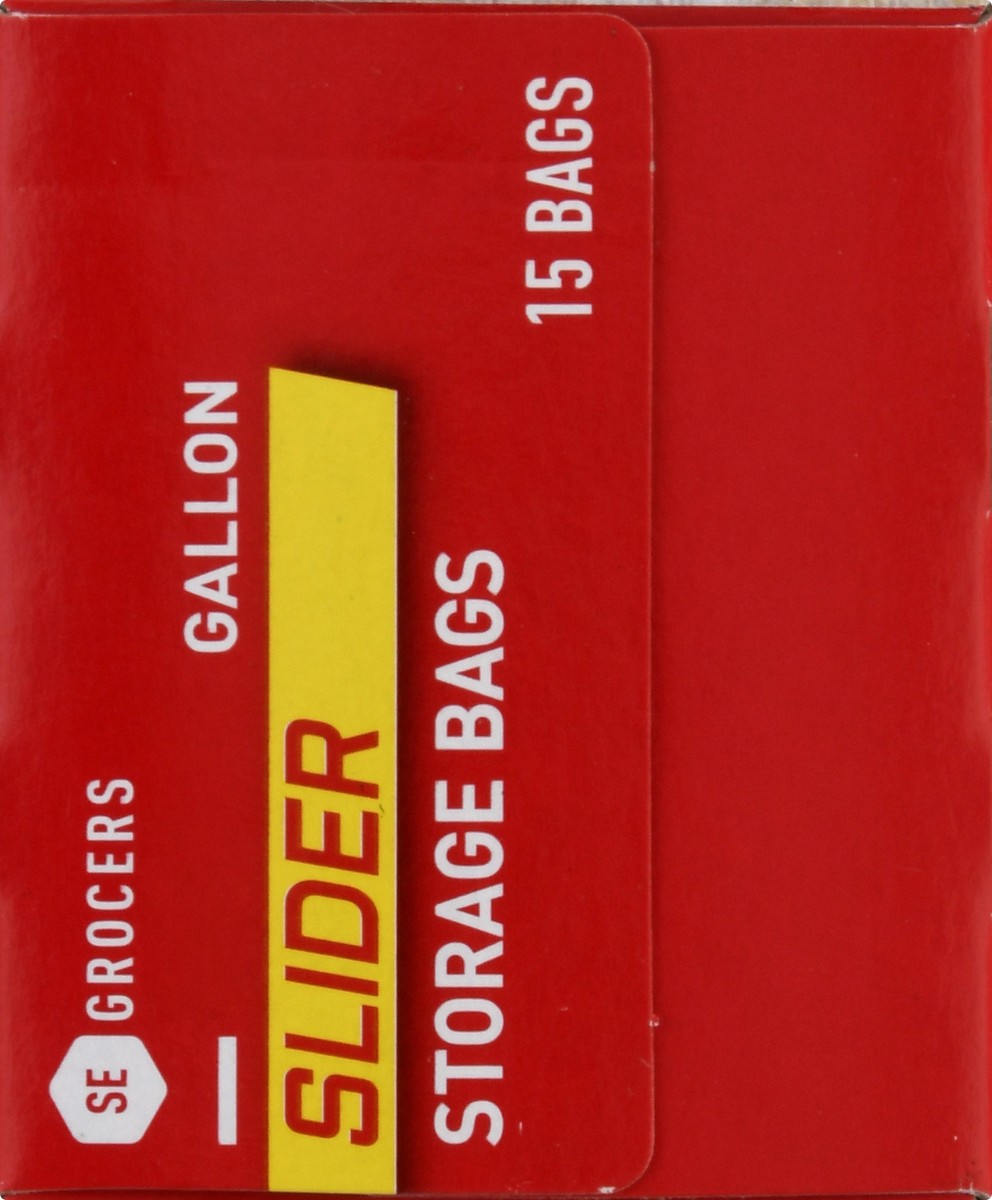 SE GROCERS
GALLON
SLIDER
STORAGE BAGS
15 BAGS